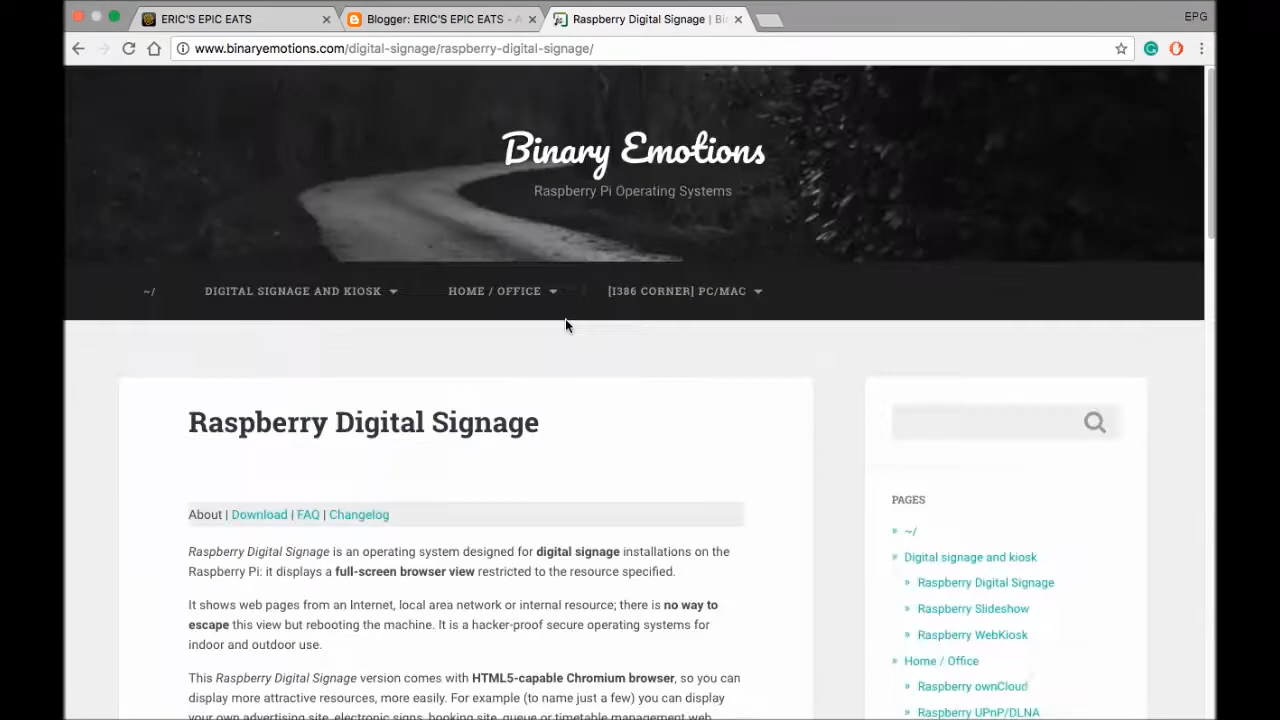 ERIC'S EPIC EATS
Blogger: ERIC'S EPIC EATS - A
Raspberry Digital Signage | Bi
EPG
www.binaryemotions.com/digital-signage/raspberry-digital-signage/
Binary Emotions
Raspberry Pi Operating Systems
~/
DIGITAL SIGNAGE AND KIOSK
HOME / OFFICE
[I386 CORNER] PC/MAC
Raspberry Digital Signage
About | Download | FAQ | Changelog
Raspberry Digital Signage is an operating system designed for digital signage installations on the
Raspberry Pi: it displays a full-screen browser view restricted to the resource specified.
It shows web pages from an Internet, local area network or internal resource; there is no way to
escape this view but rebooting the machine. It is a hacker-proof secure operating systems for
indoor and outdoor use.
This Raspberry Digital Signage version comes with HTML5-capable Chromium browser, so you can
display more attractive resources, more easily. For example (to name just a few) you can display
your own advertising site, electronic signs, booking site, queue or timetable management web
PAGES
~/
Digital signage and kiosk
Raspberry Digital Signage
Raspberry Slideshow
Raspberry WebKiosk
Home / Office
Raspberry ownCloud
Raspberry UPnP/DLNA